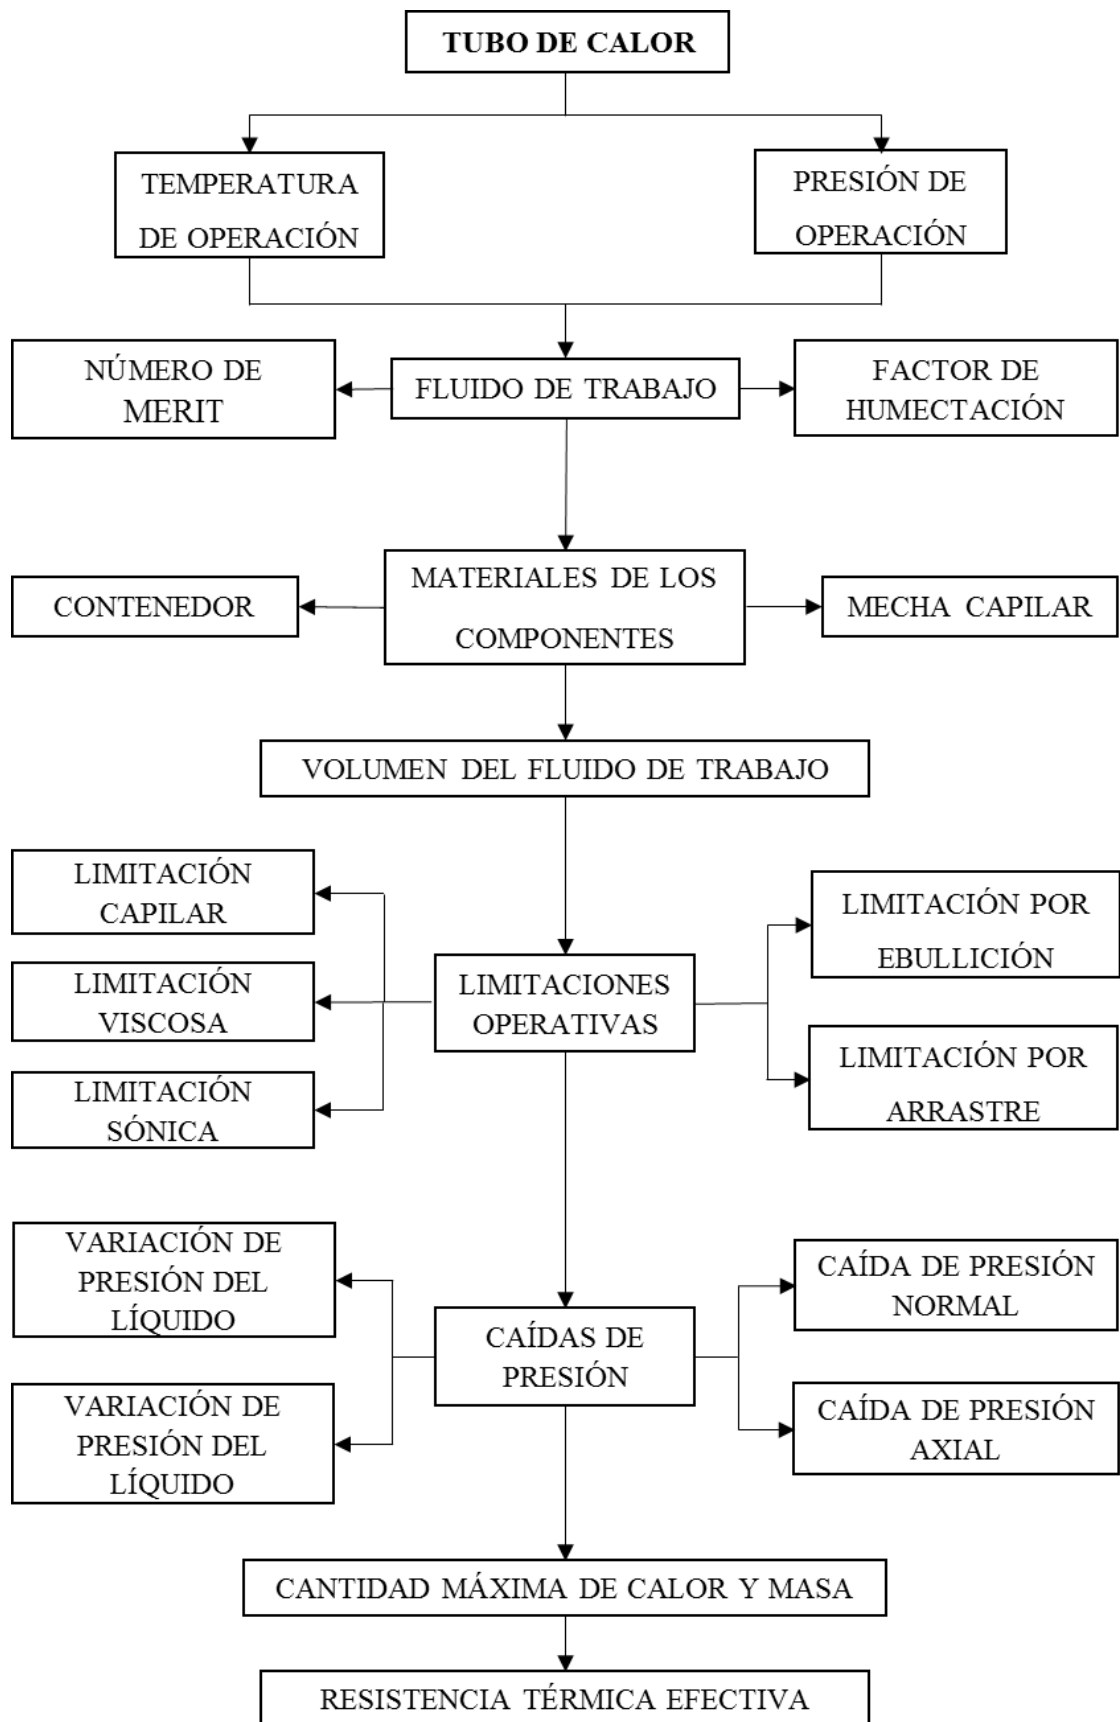 TUBO DE CALOR
TEMPERATURA
DE OPERACIÓN
PRESIÓN DE
OPERACIÓN
NÚMERO DE
MERIT
FLUIDO DE TRABAJO
FACTOR DE
HUMECTACIÓN
CONTENEDOR
MATERIALES DE LOS
COMPONENTES
MECHA CAPILAR
VOLUMEN DEL FLUIDO DE TRABAJO
LIMITACIÓN
CAPILAR
LIMITACIÓN
VISCOSA
LIMITACIÓN
SÓNICA
LIMITACIONES
OPERATIVAS
LIMITACIÓN POR
EBULLICIÓN
LIMITACIÓN POR
ARRASTRE
VARIACIÓN DE
PRESIÓN DEL
LÍQUIDO
VARIACIÓN DE
PRESIÓN DEL
LÍQUIDO
CAÍDAS DE
PRESIÓN
CAÍDA DE PRESIÓN
NORMAL
CAÍDA DE PRESIÓN
AXIAL
CANTIDAD MÁXIMA DE CALOR Y MASA
RESISTENCIA TÉRMICA EFECTIVA